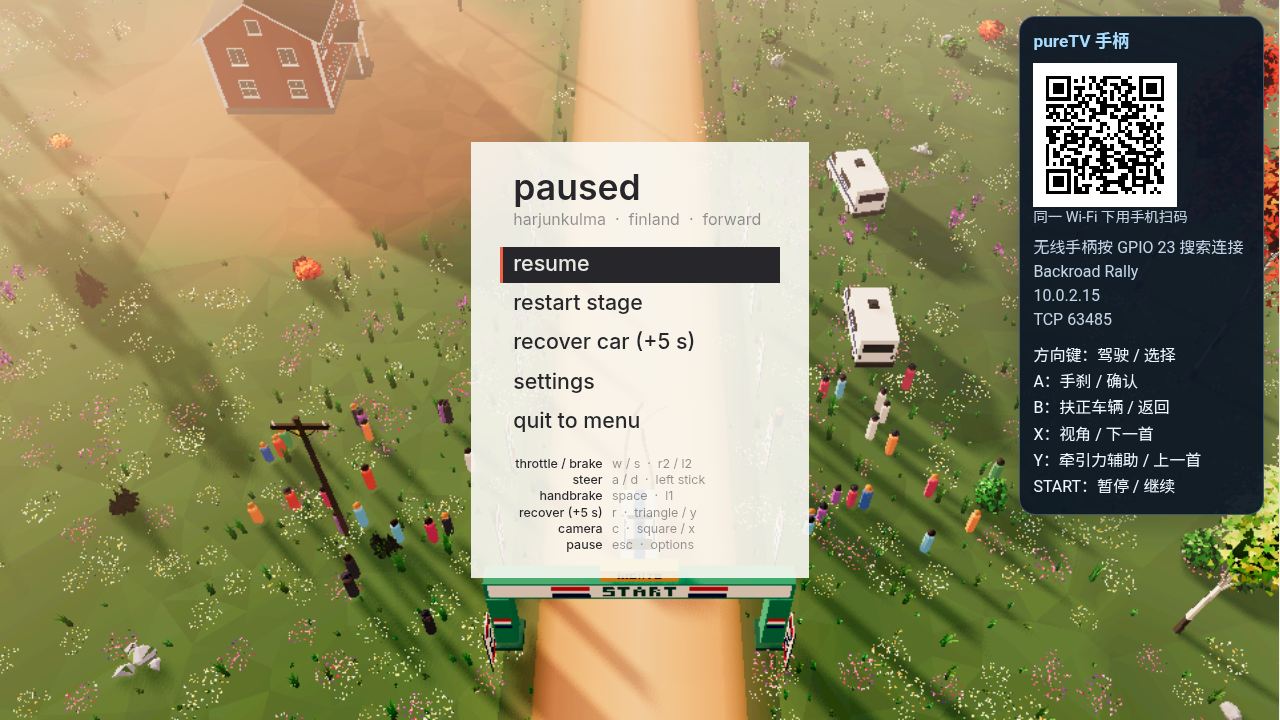 paused
harjunkulma · finland · forward
resume
restart stage
recover car (+5 s)
settings
quit to menu
throttle / brake w / s · r2 / l2
steer a / d · left stick
handbrake space · l1
recover (+5 s) r · triangle / y
camera c · square / x
pause esc · options
START
pureTV 手柄
同一 Wi-Fi 下用手机扫码
无线手柄按 GPIO 23 搜索连接
Backroad Rally
10.0.2.15
TCP 63485
方向键：驾驶 / 选择
A：手刹 / 确认
B：扶正车辆 / 返回
X：视角 / 下一首
Y：牵引力辅助 / 上一首
START：暂停 / 继续